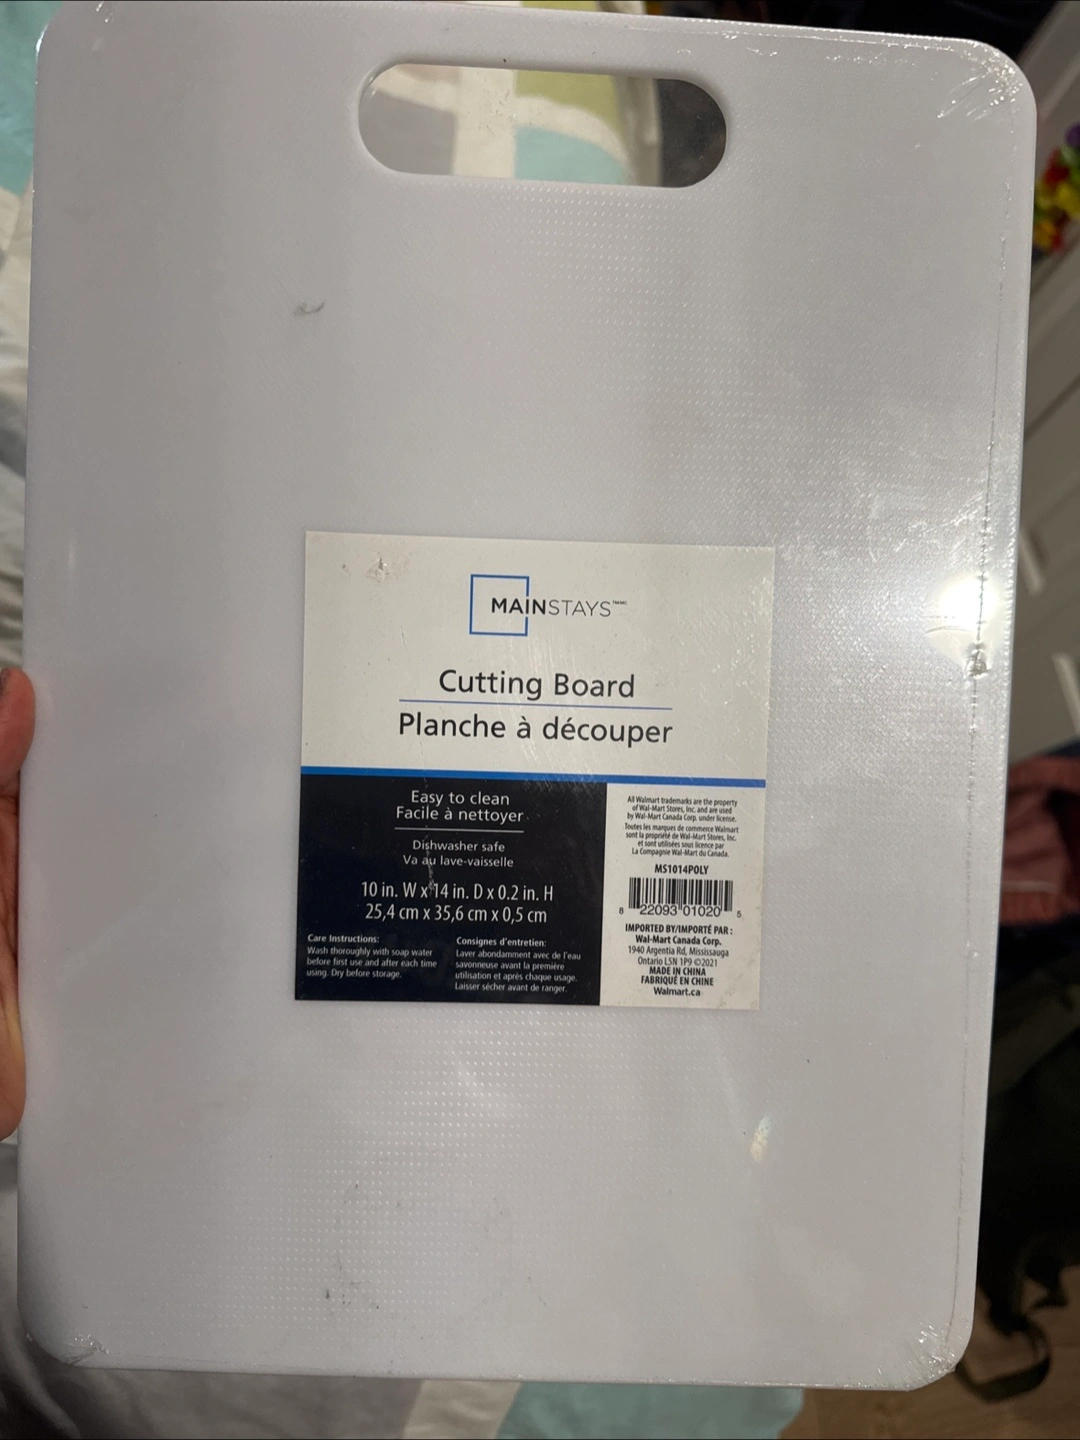 MAINSTAYS™/MC
Cutting Board
Planche à découper
Easy to clean
Facile à nettoyer
Dishwasher safe
Va au lave-vaisselle
10 in. W x 14 in. D x 0.2 in. H
25,4 cm x 35,6 cm x 0,5 cm
Care Instructions:
Wash thoroughly with soap water
before first use and after each time
using. Dry before storage.
Consignes d'entretien:
Laver abondamment avec de l'eau
savonneuse avant la première
utilisation et après chaque usage.
Laisser sécher avant de ranger.
All Walmart trademarks are the property
of Wal-Mart Stores, Inc. and are used
by Wal-Mart Canada Corp. under license.
Toutes les marques de commerce Walmart
sont la propriété de Wal-Mart Stores, Inc.
et sont utilisées sous licence par
La Compagnie Wal-Mart du Canada.
MS1014POLY
8 22093 01020 5
IMPORTED BY/IMPORTÉ PAR :
Wal-Mart Canada Corp.
1940 Argentia Rd, Mississauga
Ontario L5N 1P9 ©2021
MADE IN CHINA
FABRIQUÉ EN CHINE
Walmart.ca